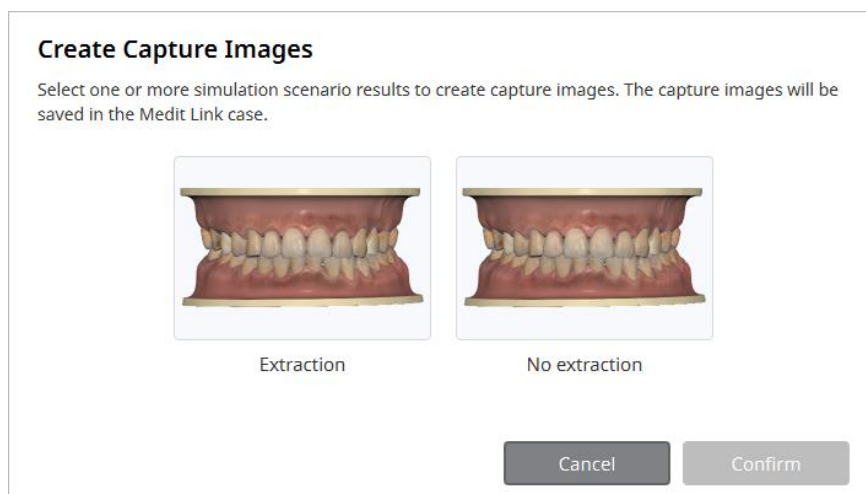 Create Capture Images
Select one or more simulation scenario results to create capture images. The capture images will be
saved in the Medit Link case.
Extraction
No extraction
Cancel
Confirm